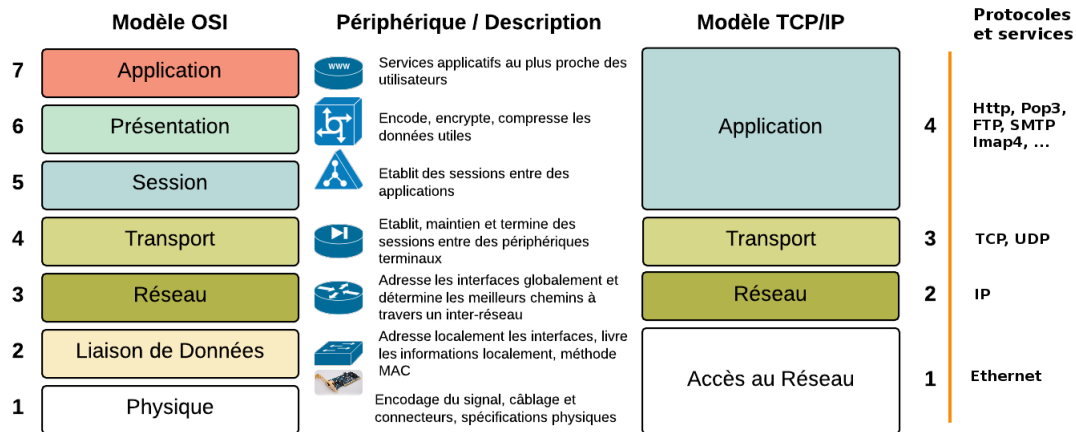 Modèle OSI
Périphérique / Description
Modèle TCP/IP
Protocoles
et services
7
Application
www
Services applicatifs au plus proche des
utilisateurs
6
Présentation
Encode, encrypte, compresse les
données utiles
Application
4
Http, Pop3,
FTP, SMTP
Imap4, ...
5
Session
Etablit des sessions entre des
applications
4
Transport
Etablit, maintien et termine des
sessions entre des périphériques
terminaux
Transport
3
TCP, UDP
3
Réseau
Adresse les interfaces globalement et
détermine les meilleurs chemins à
travers un inter-réseau
Réseau
2
IP
2
Liaison de Données
Adresse localement les interfaces, livre
les informations localement, méthode
MAC
Accès au Réseau
1
Ethernet
1
Physique
Encodage du signal, câblage et
connecteurs, spécifications physiques